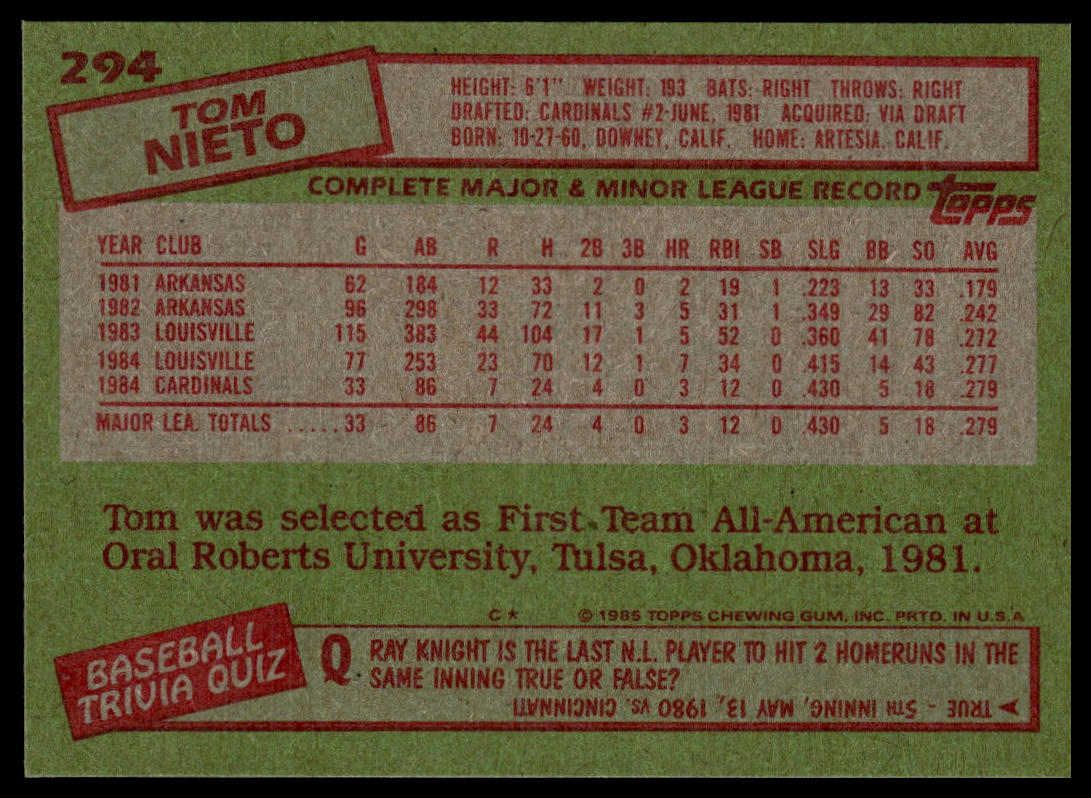 294
TOM
NIETO
HEIGHT: 6'1" WEIGHT: 193 BATS: RIGHT THROWS: RIGHT
DRAFTED: CARDINALS #2-JUNE, 1981 ACQUIRED: VIA DRAFT
BORN: 10-27-60, DOWNEY, CALIF. HOME: ARTESIA, CALIF.
COMPLETE MAJOR & MINOR LEAGUE RECORD topps
YEAR CLUB G AB R H 2B 3B HR RBI SB SLG BB SO AVG
1981 ARKANSAS 62 184 12 33 2 0 2 19 1 .223 13 33 .179
1982 ARKANSAS 96 298 33 72 11 3 5 31 1 .349 29 82 .242
1983 LOUISVILLE 115 383 44 104 17 1 5 52 0 .360 41 78 .272
1984 LOUISVILLE 77 253 23 70 12 1 7 34 0 .415 14 43 .277
1984 CARDINALS 33 86 7 24 4 0 3 12 0 .430 5 18 .279
MAJOR LEA. TOTALS .....33 86 7 24 4 0 3 12 0 .430 5 18 .279
Tom was selected as First Team All-American at
Oral Roberts University, Tulsa, Oklahoma, 1981.
C* © 1985 TOPPS CHEWING GUM, INC. PRTD. IN U.S.A
BASEBALL
TRIVIA QUIZ
Q RAY KNIGHT IS THE LAST N.L. PLAYER TO HIT 2 HOMERUNS IN THE
SAME INNING TRUE OR FALSE?
A TRUE - 5TH INNING, MAY 13, 1980 VS. CINCINNATI